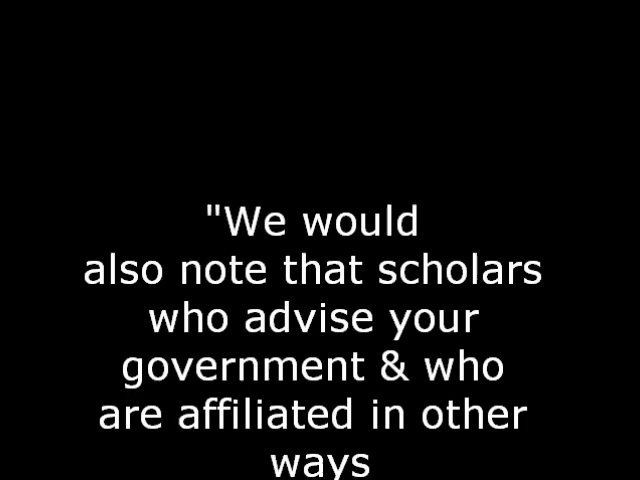 "We would
also note that scholars
who advise your
government & who
are affiliated in other
ways